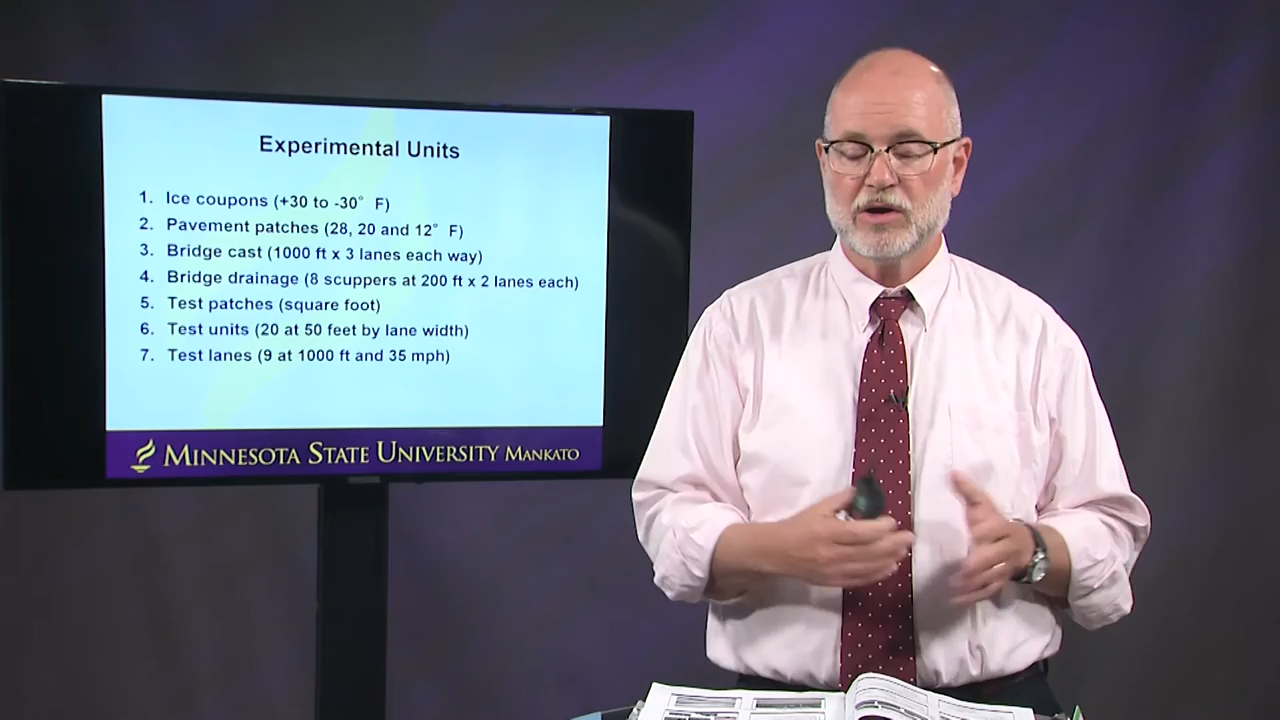 Experimental Units
1. Ice coupons (+30 to -30° F)
2. Pavement patches (28, 20 and 12° F)
3. Bridge cast (1000 ft x 3 lanes each way)
4. Bridge drainage (8 scuppers at 200 ft x 2 lanes each)
5. Test patches (square foot)
6. Test units (20 at 50 feet by lane width)
7. Test lanes (9 at 1000 ft and 35 mph)
MINNESOTA STATE UNIVERSITY MANKATO